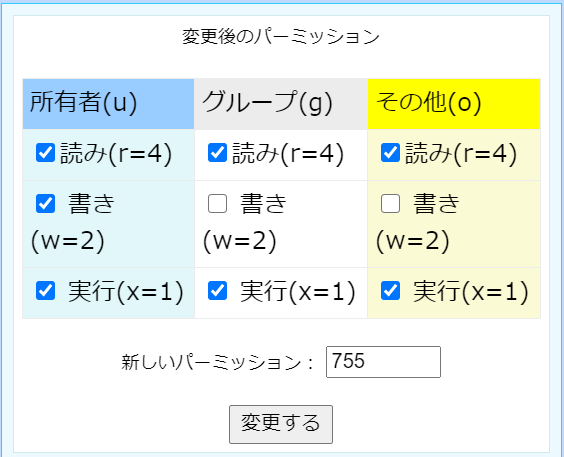 変更後のパーミッション
所有者(u) グループ(g) その他(o)
読み(r=4) 読み(r=4) 読み(r=4)
書き 書き 書き
(w=2) (w=2) (w=2)
実行(x=1) 実行(x=1) 実行(x=1)
新しいパーミッション： 755
変更する